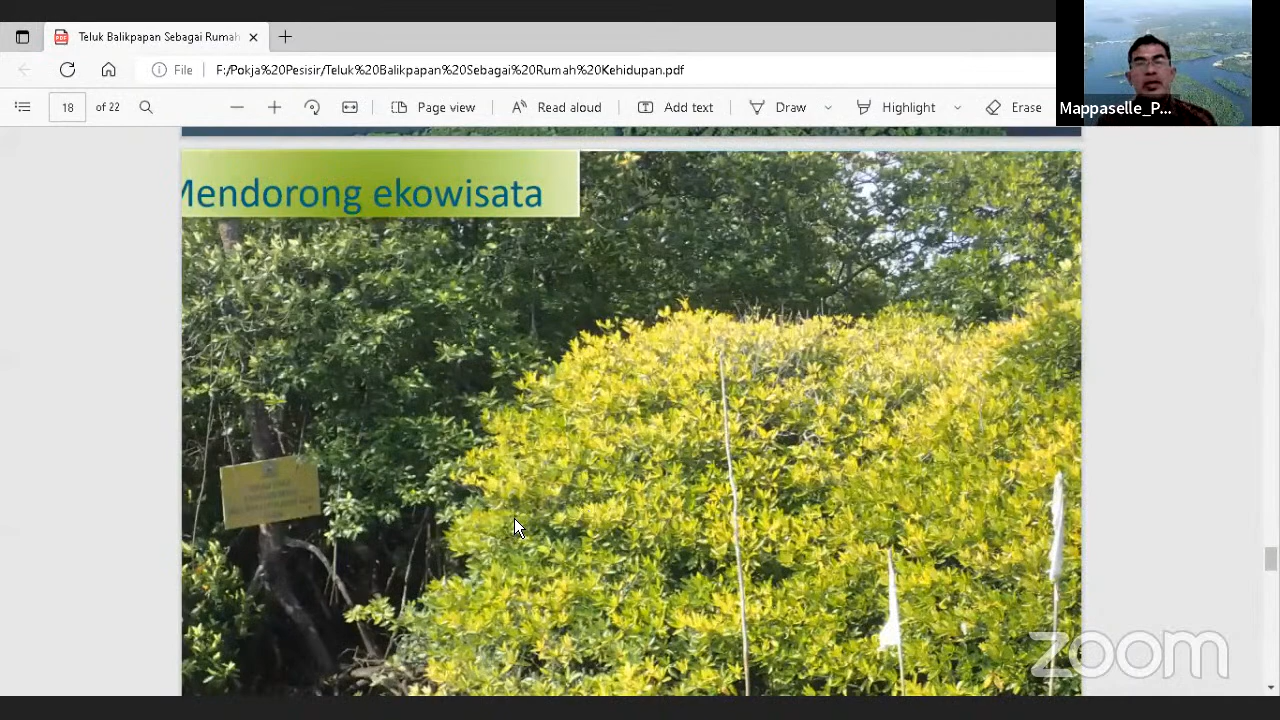 Teluk Balikpapan Sebagai Rumah
File
F:/Pokja%20Pesisir/Teluk%20Balikpapan%20Sebagai%20Rumah%20Kehidupan.pdf
18 of 22
Page view
Read aloud
Add text
Draw
Highlight
Erase
Mappaselle_P...
Mendorong ekowisata
zoom